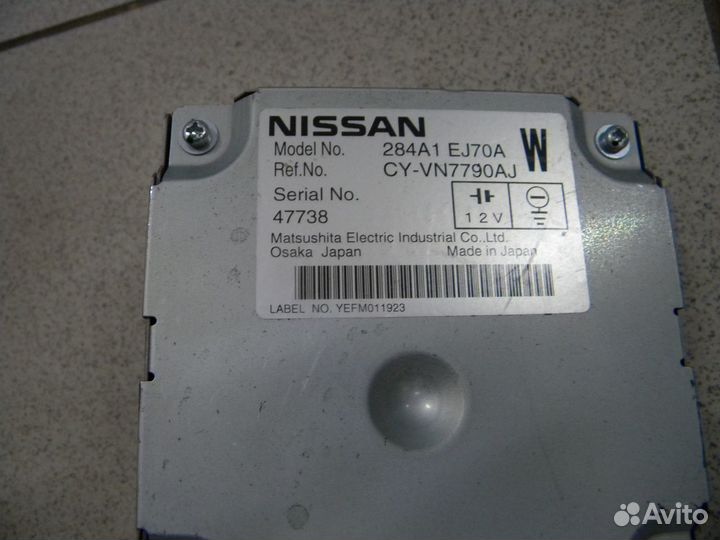 NISSAN
Model No. 284A1 EJ70A W
Ref.No. CY-VN7790AJ
Serial No.
47738
12V
Matsushita Electric Industrial Co.,Ltd.
Osaka Japan Made in Japan
LABEL NO. YEFM011923
Avito